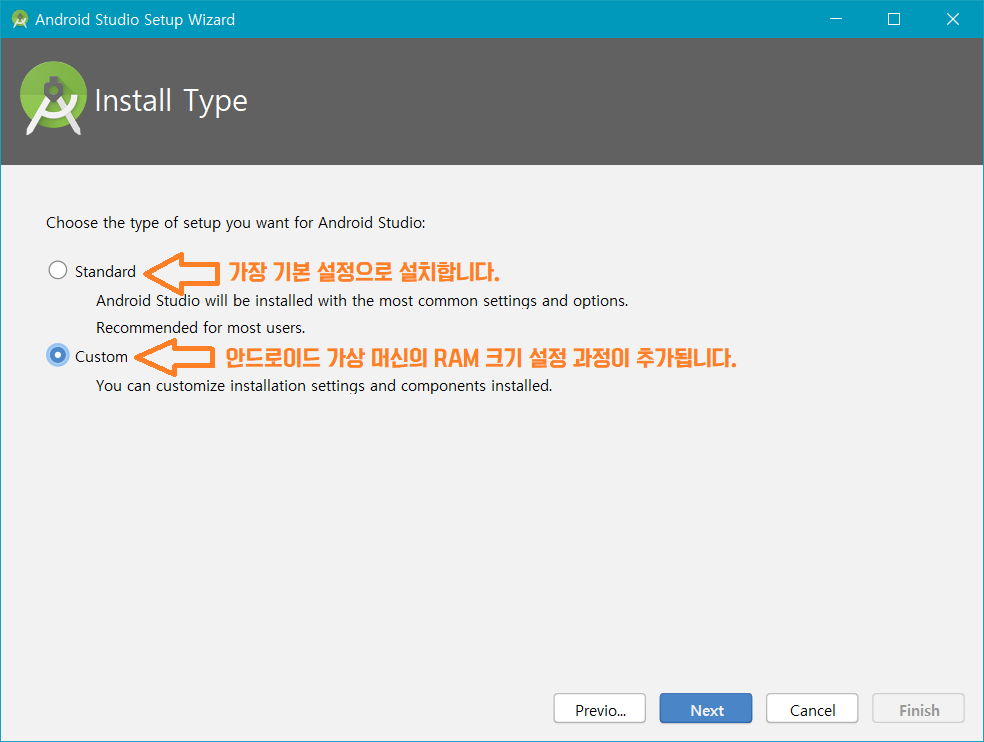 Android Studio Setup Wizard
Install Type
Choose the type of setup you want for Android Studio:
Standard 가장 기본 설정으로 설치합니다.
Android Studio will be installed with the most common settings and options.
Recommended for most users.
Custom 안드로이드 가상 머신의 RAM 크기 설정 과정이 추가됩니다.
You can customize installation settings and components installed.
Previo... Next Cancel Finish